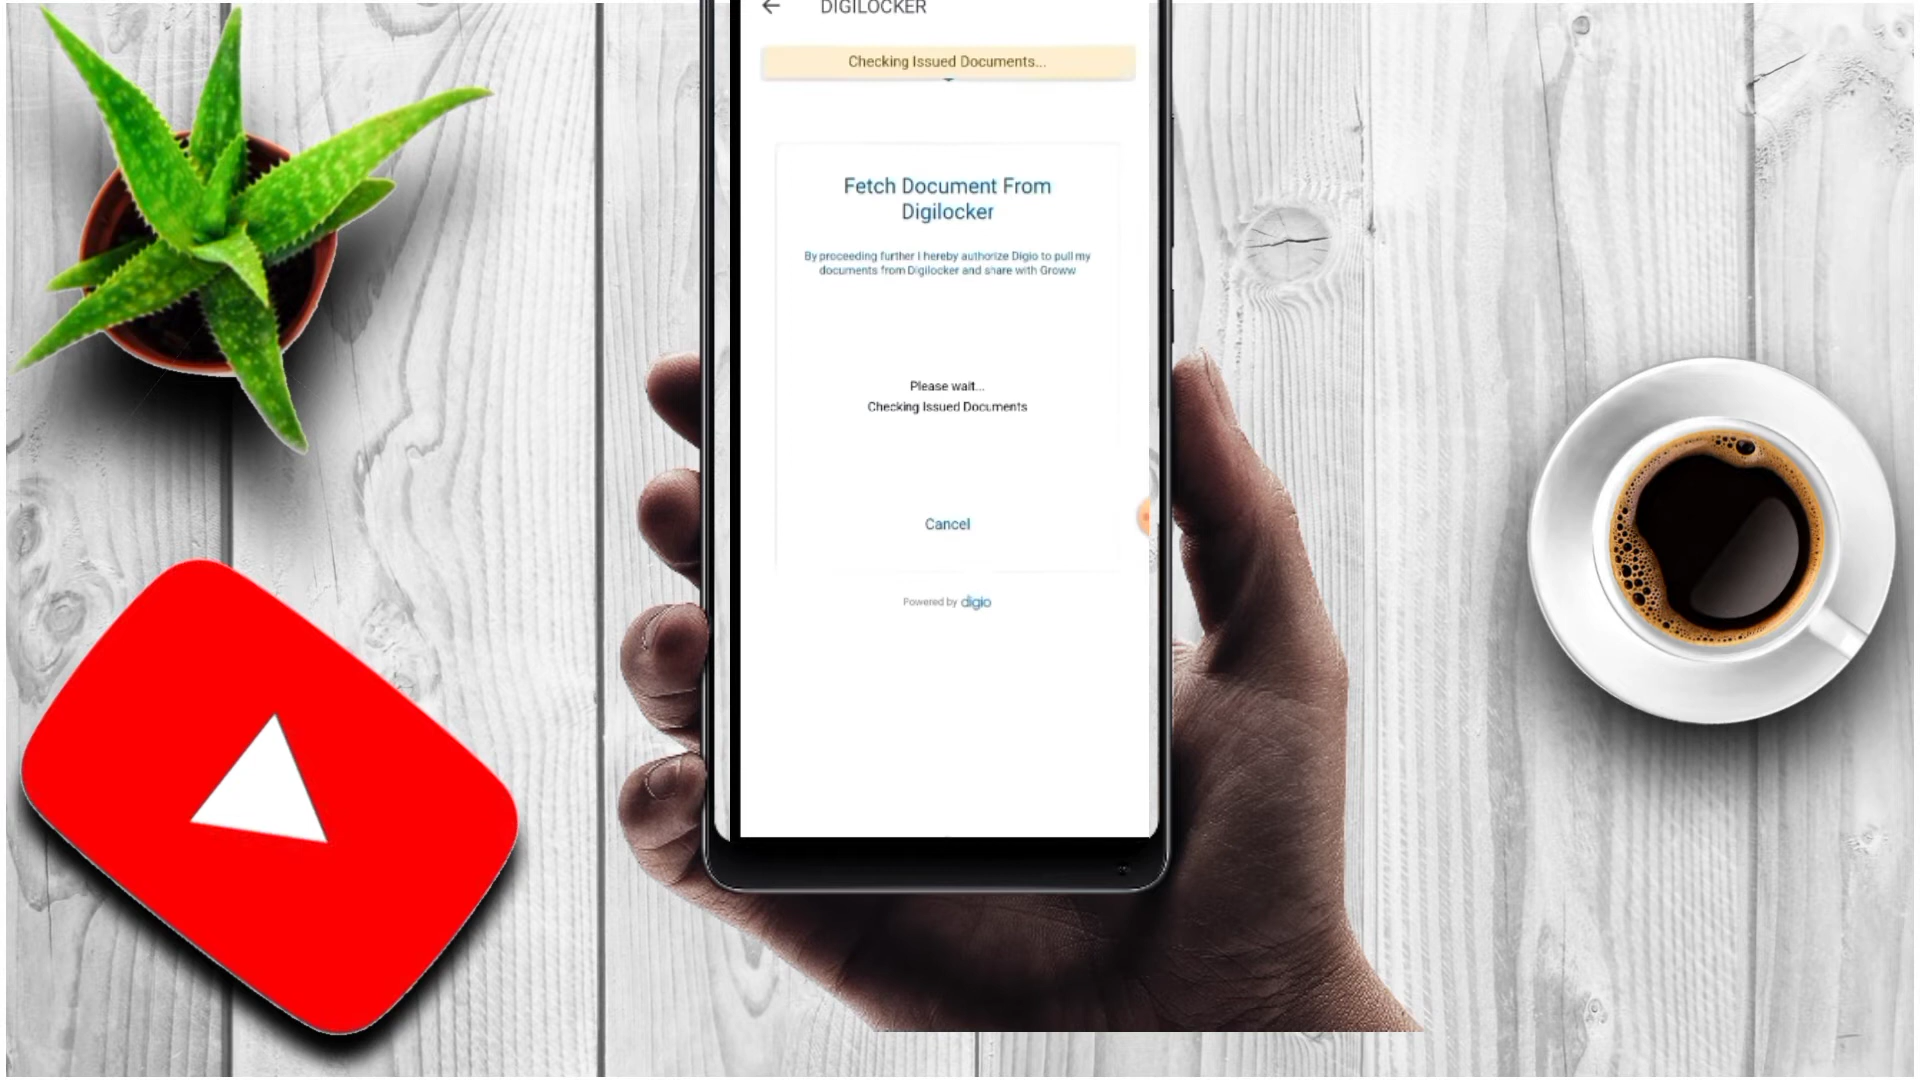 DIGILOCKER
Checking Issued Documents...
Fetch Document From
Digilocker
By proceeding further I hereby authorize Digio to pull my
documents from Digilocker and share with Groww
Please wait...
Checking Issued Documents
Cancel
Powered by digio